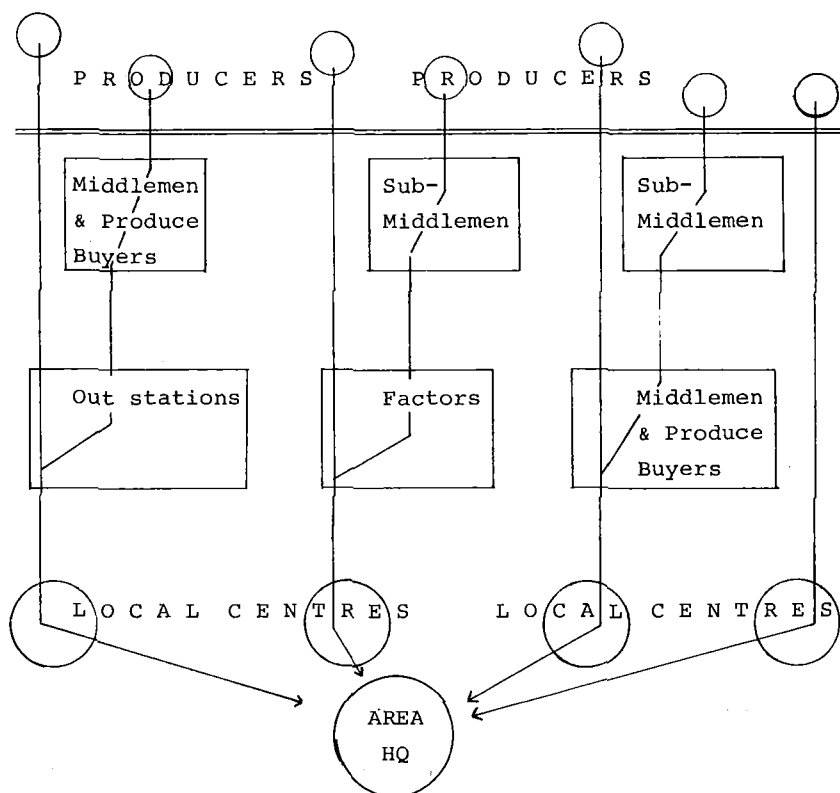 P R O D U C E R S
P R O D U C E R S
Middlemen
& Produce
Buyers
Sub-
Middlemen
Sub-
Middlemen
Out stations
Factors
Middlemen
& Produce
Buyers
L O C A L C E N T R E S
L O C A L C E N T R E S
AREA
HQ